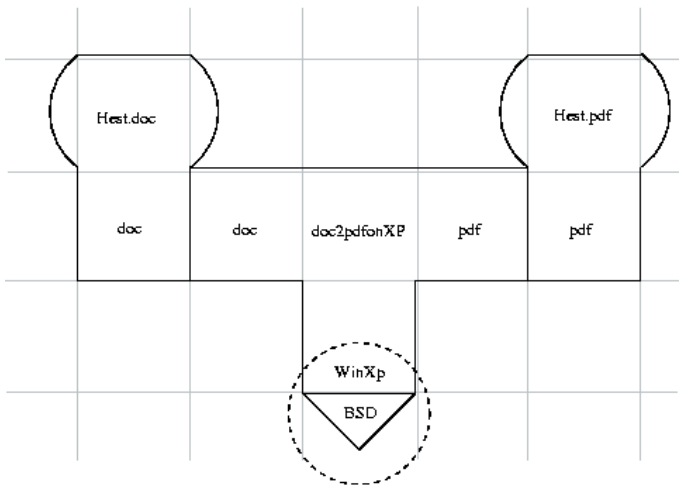 Hest.doc
Hest.pdf
doc
doc
doc2pdfonXP
pdf
pdf
WinXp
BSD